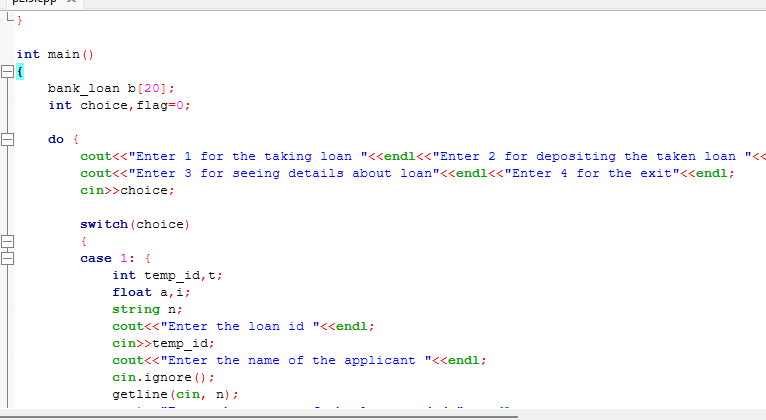 }
int main()
{
bank_loan b[20];
int choice,flag=0;
do {
cout<<"Enter 1 for the taking loan "<<endl<<"Enter 2 for depositing the taken loan "<<
cout<<"Enter 3 for seeing details about loan"<<endl<<"Enter 4 for the exit"<<endl;
cin>>choice;
switch(choice)
{
case 1: {
int temp_id,t;
float a,i;
string n;
cout<<"Enter the loan id "<<endl;
cin>>temp_id;
cout<<"Enter the name of the applicant "<<endl;
cin.ignore();
getline(cin, n);